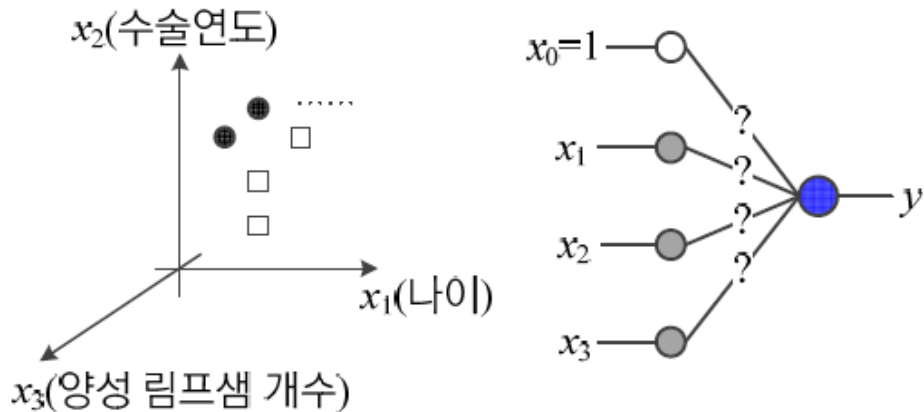 x₂(수술연도)
x₁(나이)
x₃(양성 림프샘 개수)
x₀=1
x₁
x₂
x₃
?
?
?
?
y